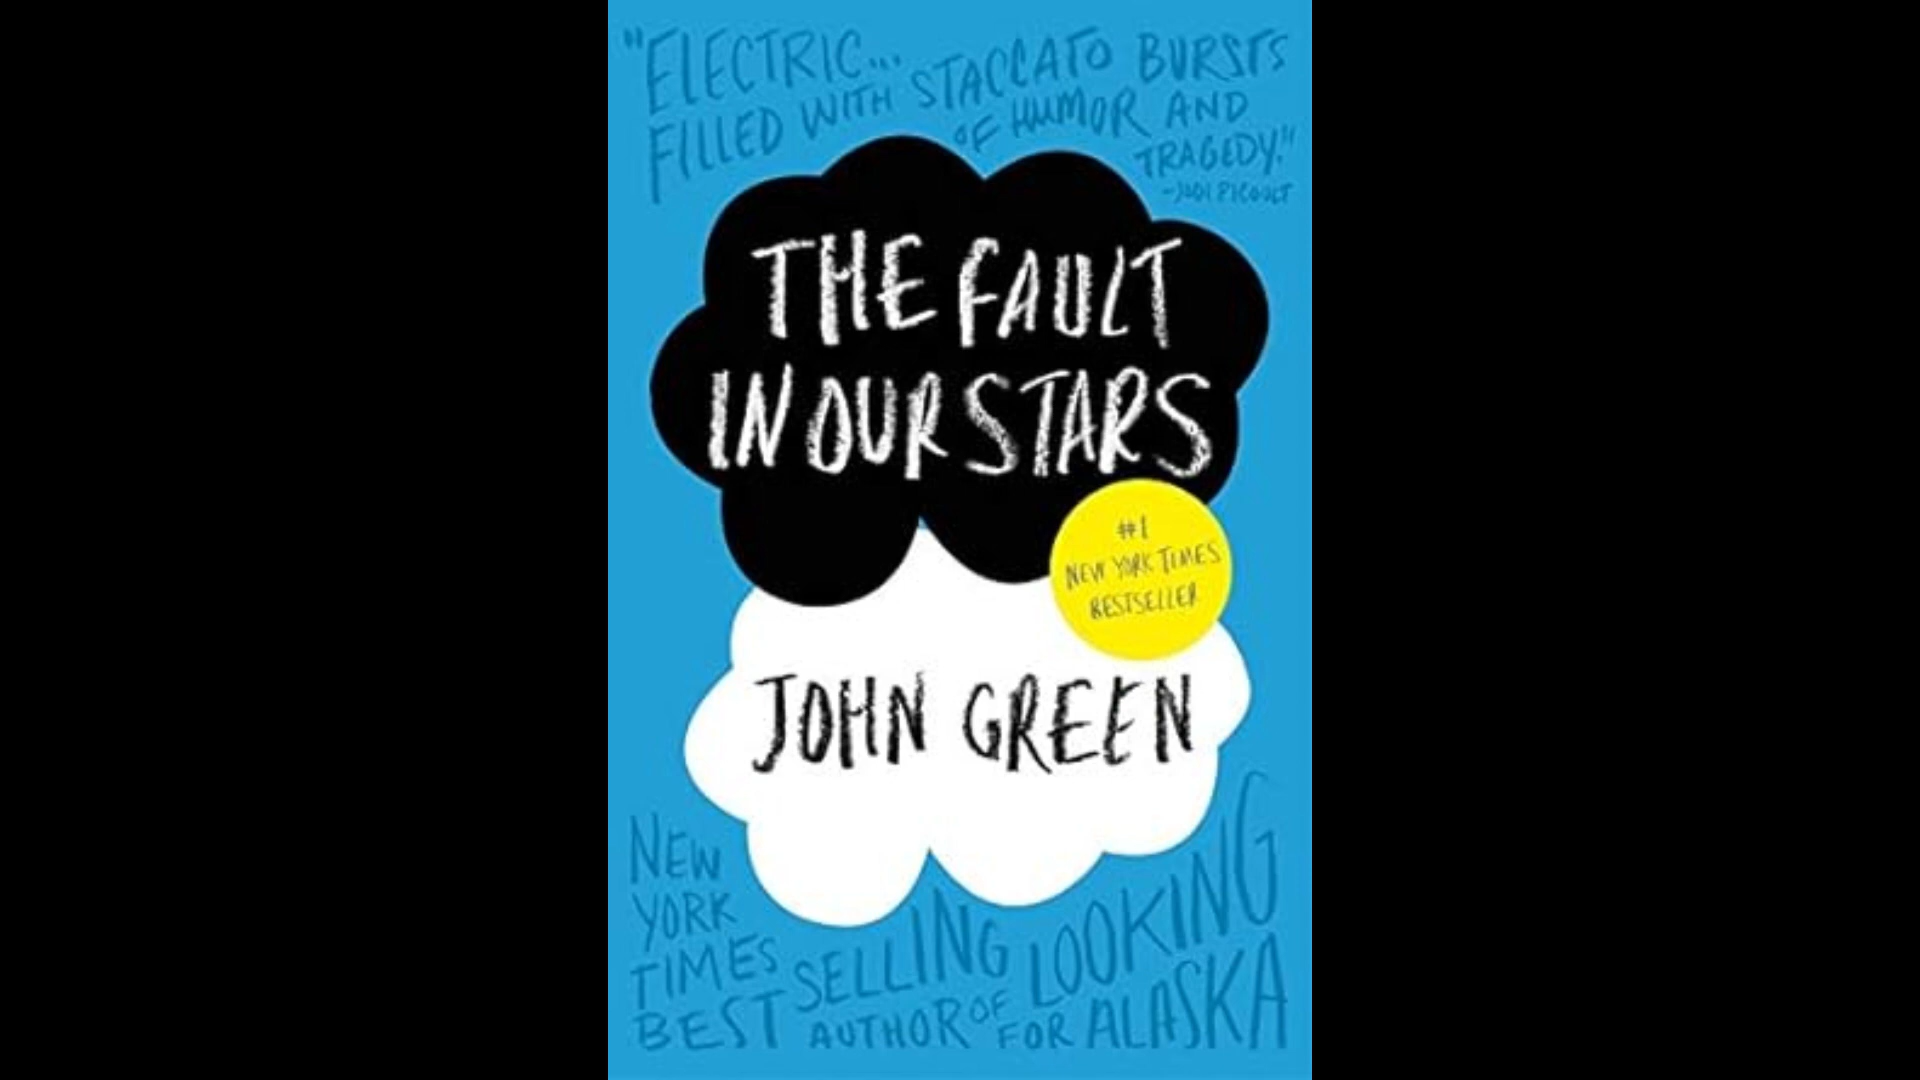 "ELECTRIC...
FILLED WITH STACCATO BURSTS
OF HUMOR AND
TRAGEDY."
-JODI PICOULT
THE FAULT
IN OUR STARS
#1
NEW YORK TIMES
BESTSELLER
JOHN GREEN
NEW
YORK
TIMES
BEST SELLING
AUTHOR OF
LOOKING
FOR ALASKA